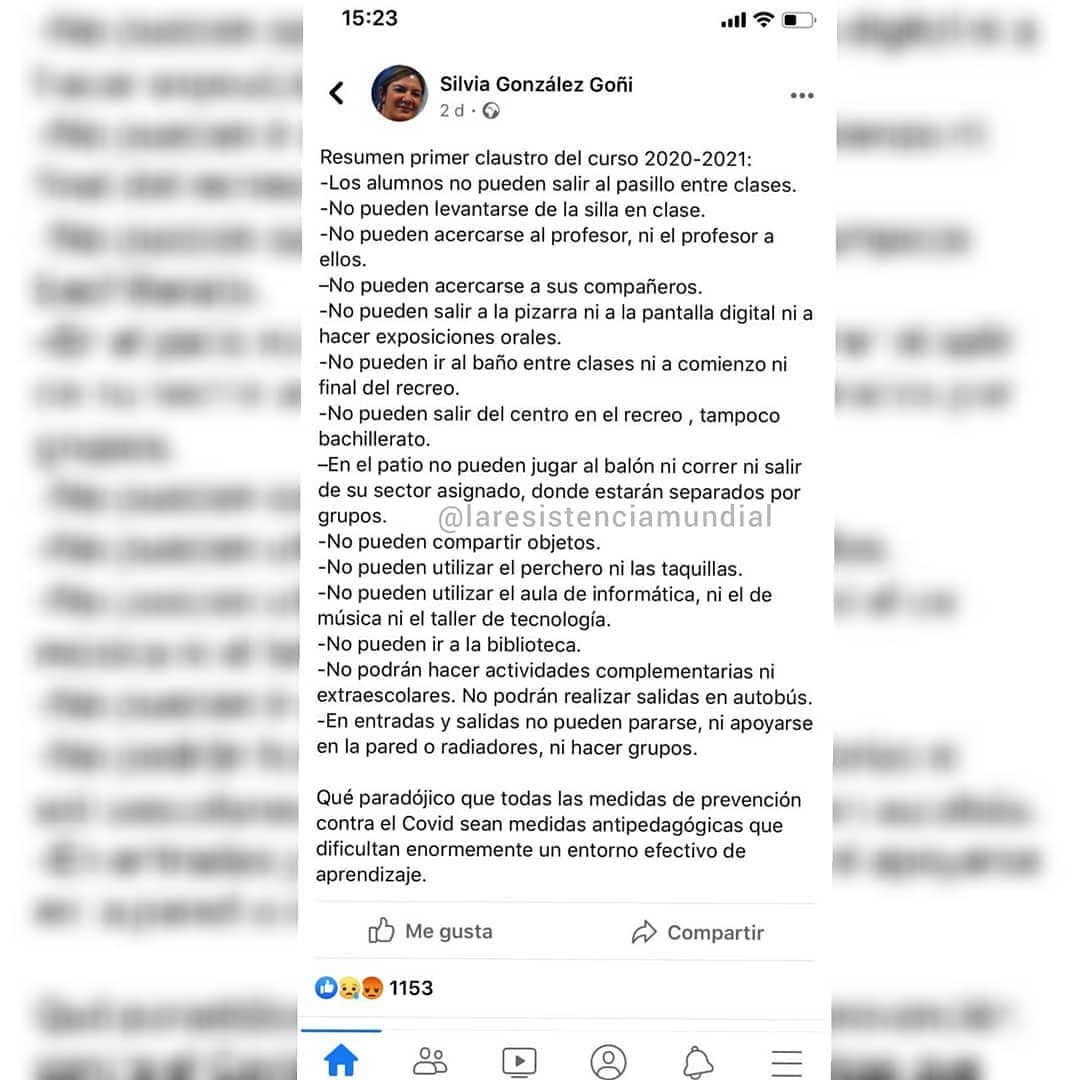 15:23
Silvia González Goñi
2 d ·
Resumen primer claustro del curso 2020-2021:
-Los alumnos no pueden salir al pasillo entre clases.
-No pueden levantarse de la silla en clase.
-No pueden acercarse al profesor, ni el profesor a
ellos.
–No pueden acercarse a sus compañeros.
-No pueden salir a la pizarra ni a la pantalla digital ni a
hacer exposiciones orales.
-No pueden ir al baño entre clases ni a comienzo ni
final del recreo.
-No pueden salir del centro en el recreo , tampoco
bachillerato.
–En el patio no pueden jugar al balón ni correr ni salir
de su sector asignado, donde estarán separados por
grupos.
@laresistenciamundial
-No pueden compartir objetos.
-No pueden utilizar el perchero ni las taquillas.
-No pueden utilizar el aula de informática, ni el de
música ni el taller de tecnología.
-No pueden ir a la biblioteca.
-No podrán hacer actividades complementarias ni
extraescolares. No podrán realizar salidas en autobús.
-En entradas y salidas no pueden pararse, ni apoyarse
en la pared o radiadores, ni hacer grupos.
Qué paradójico que todas las medidas de prevención
contra el Covid sean medidas antipedagógicas que
dificultan enormemente un entorno efectivo de
aprendizaje.
Me gusta
Compartir
1153